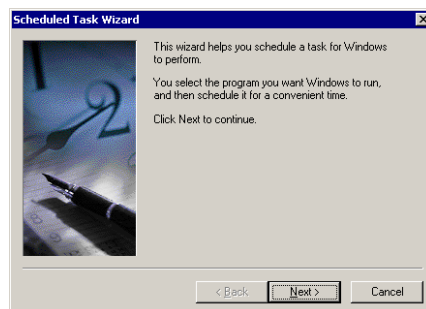 Scheduled Task Wizard
This wizard helps you schedule a task for Windows
to perform.
You select the program you want Windows to run,
and then schedule it for a convenient time.
Click Next to continue.
2
< Back
Next >
Cancel